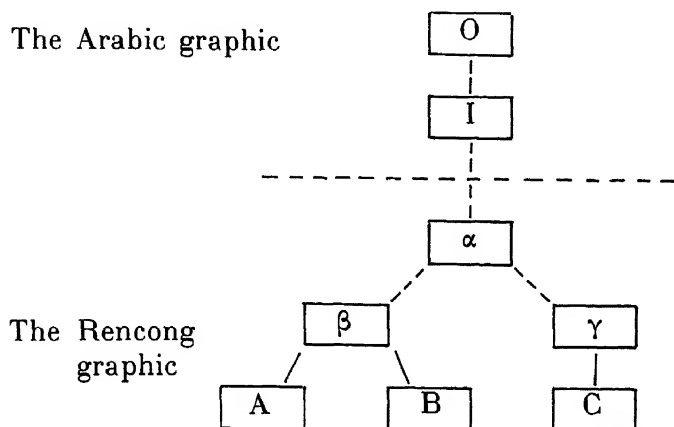 The Arabic graphic
O
I
α
β
γ
The Rencong
graphic
A
B
C